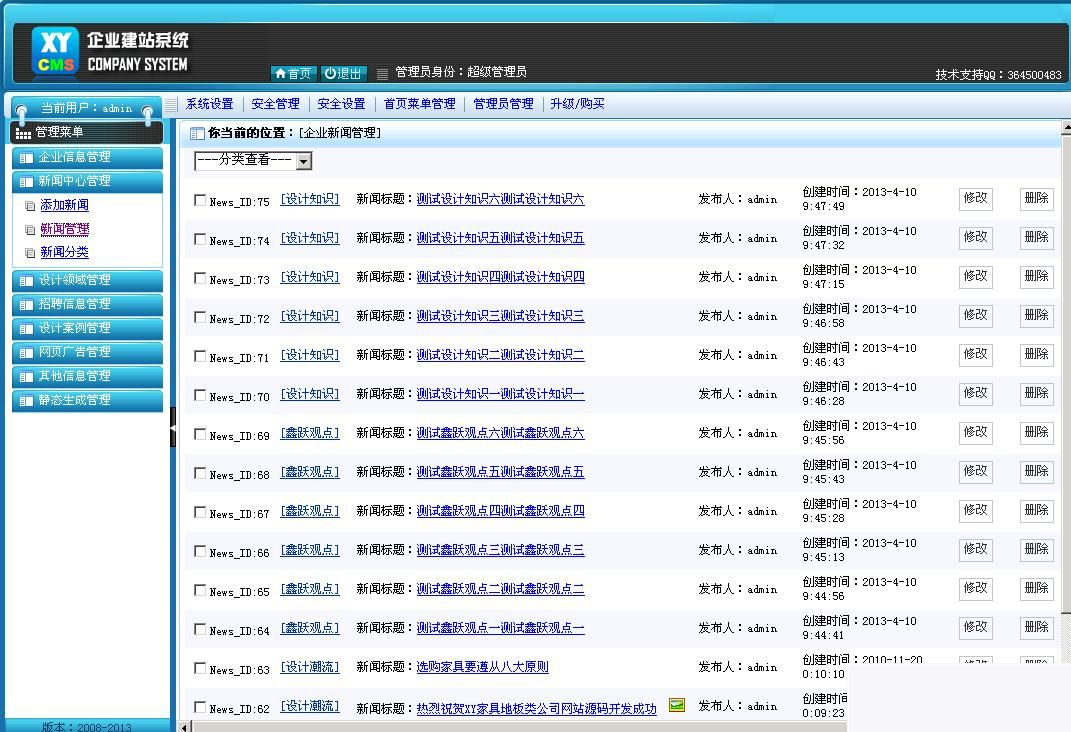 XY CMS 企业建站系统
COMPANY SYSTEM
首页 退出 管理员身份：超级管理员 技术支持QQ：364500483
当前用户：admin 系统设置 安全管理 安全设置 首页菜单管理 管理员管理 升级/购买
管理菜单
企业信息管理
新闻中心管理
添加新闻
新闻管理
新闻分类
设计领域管理
招聘信息管理
设计案例管理
网页广告管理
其他信息管理
静态生成管理
版本：2008-2013
你当前的位置：[企业新闻管理]
---分类查看---
News_ID:75 [设计知识] 新闻标题：测试设计知识六测试设计知识六 发布人：admin 创建时间：2013-4-10 修改 删除
9:47:49
News_ID:74 [设计知识] 新闻标题：测试设计知识五测试设计知识五 发布人：admin 创建时间：2013-4-10 修改 删除
9:47:32
News_ID:73 [设计知识] 新闻标题：测试设计知识四测试设计知识四 发布人：admin 创建时间：2013-4-10 修改 删除
9:47:15
News_ID:72 [设计知识] 新闻标题：测试设计知识三测试设计知识三 发布人：admin 创建时间：2013-4-10 修改 删除
9:46:58
News_ID:71 [设计知识] 新闻标题：测试设计知识二测试设计知识二 发布人：admin 创建时间：2013-4-10 修改 删除
9:46:43
News_ID:70 [设计知识] 新闻标题：测试设计知识一测试设计知识一 发布人：admin 创建时间：2013-4-10 修改 删除
9:46:28
News_ID:69 [鑫跃观点] 新闻标题：测试鑫跃观点六测试鑫跃观点六 发布人：admin 创建时间：2013-4-10 修改 删除
9:45:56
News_ID:68 [鑫跃观点] 新闻标题：测试鑫跃观点五测试鑫跃观点五 发布人：admin 创建时间：2013-4-10 修改 删除
9:45:43
News_ID:67 [鑫跃观点] 新闻标题：测试鑫跃观点四测试鑫跃观点四 发布人：admin 创建时间：2013-4-10 修改 删除
9:45:28
News_ID:66 [鑫跃观点] 新闻标题：测试鑫跃观点三测试鑫跃观点三 发布人：admin 创建时间：2013-4-10 修改 删除
9:45:13
News_ID:65 [鑫跃观点] 新闻标题：测试鑫跃观点二测试鑫跃观点二 发布人：admin 创建时间：2013-4-10 修改 删除
9:44:56
News_ID:64 [鑫跃观点] 新闻标题：测试鑫跃观点一测试鑫跃观点一 发布人：admin 创建时间：2013-4-10 修改 删除
9:44:41
News_ID:63 [设计潮流] 新闻标题：选购家具要遵从八大原则 发布人：admin 创建时间：2010-11-20
0:10:10
News_ID:62 [设计潮流] 新闻标题：热烈祝贺XY家具地板类公司网站源码开发成功 发布人：admin 创建时间
0:09:23